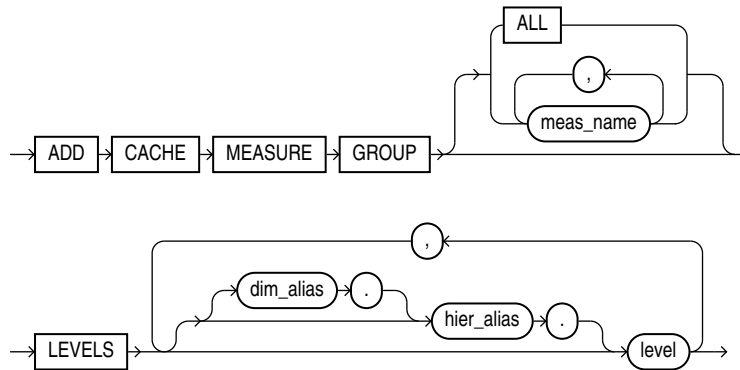 ALL
,
meas_name
ADD CACHE MEASURE GROUP
,
dim_alias .
hier_alias .
LEVELS level